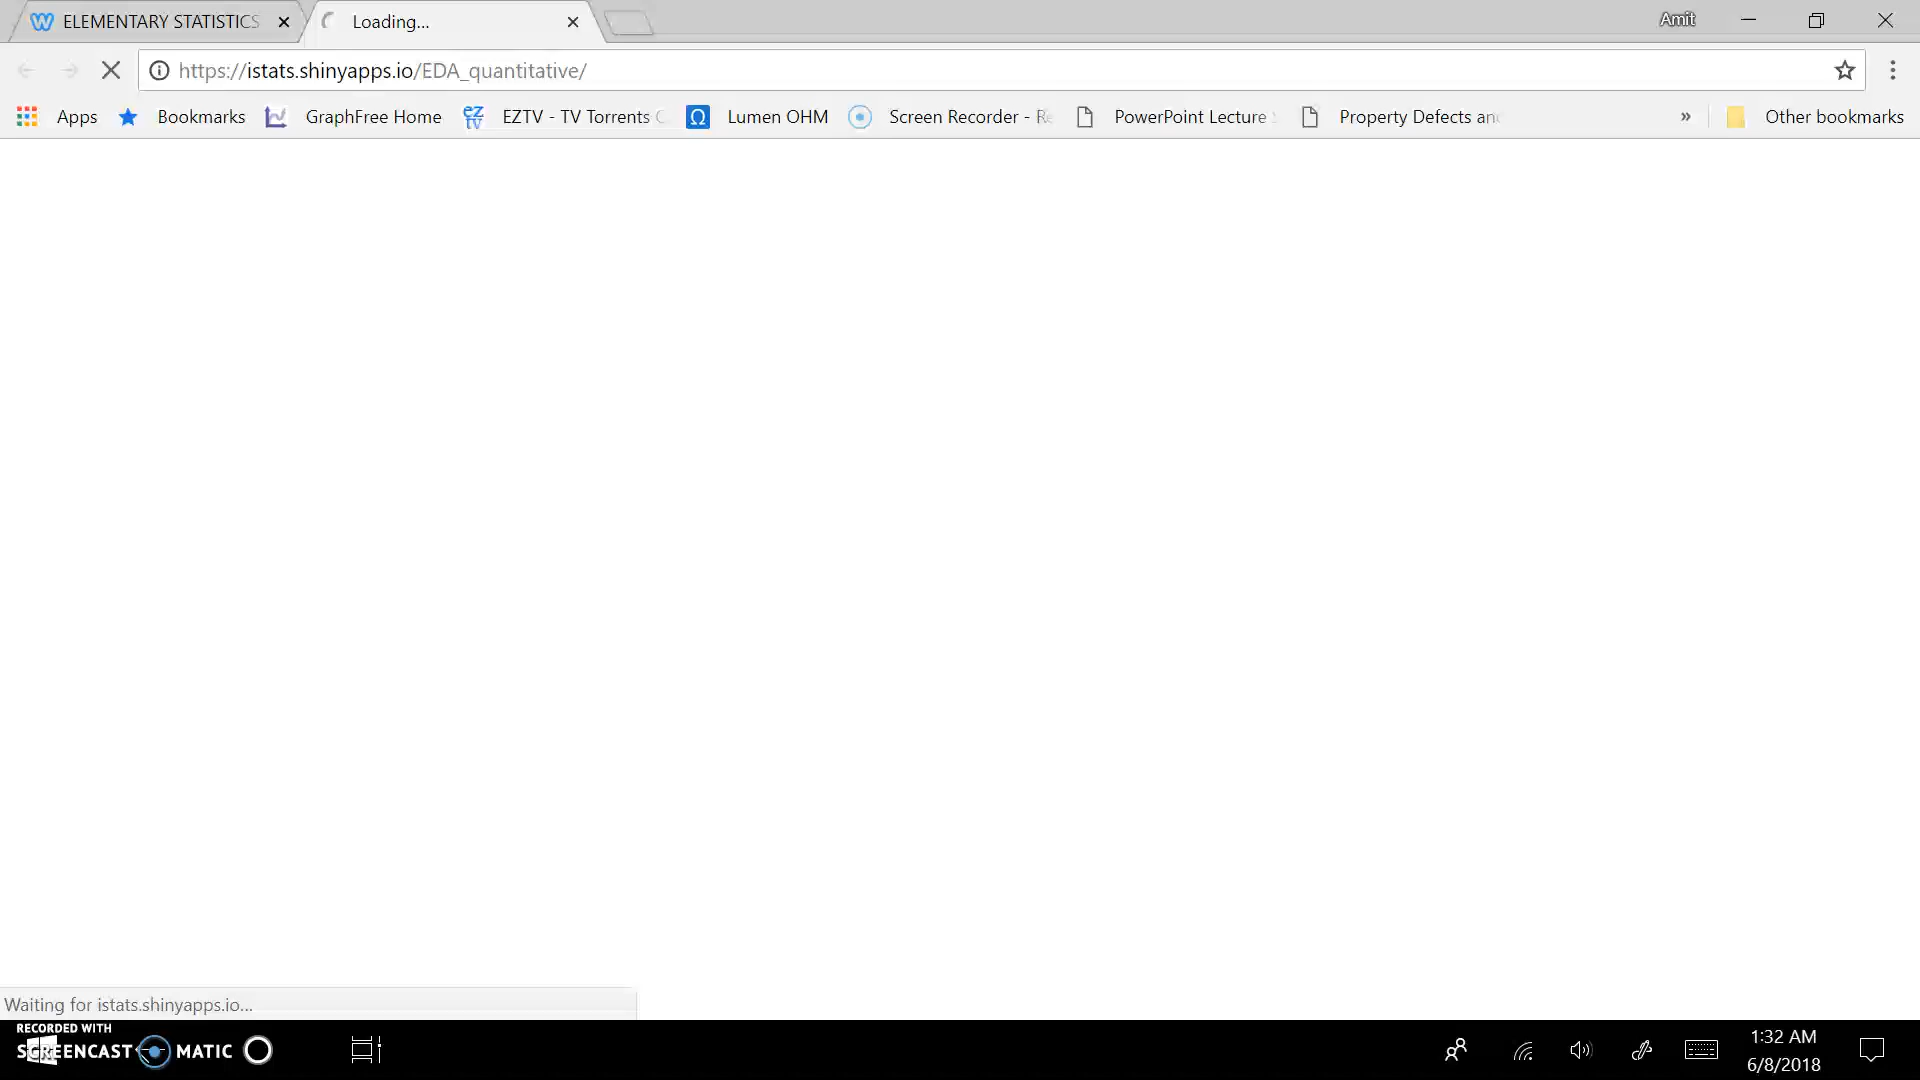 ELEMENTARY STATISTICS
Loading...
Amit
https://istats.shinyapps.io/EDA_quantitative/
Apps
Bookmarks
GraphFree Home
EZTV - TV Torrents
Lumen OHM
Screen Recorder -
PowerPoint Lecture
Property Defects and
»
Other bookmarks
Waiting for istats.shinyapps.io...
RECORDED WITH
SCREENCAST MATIC
1:32 AM
6/8/2018